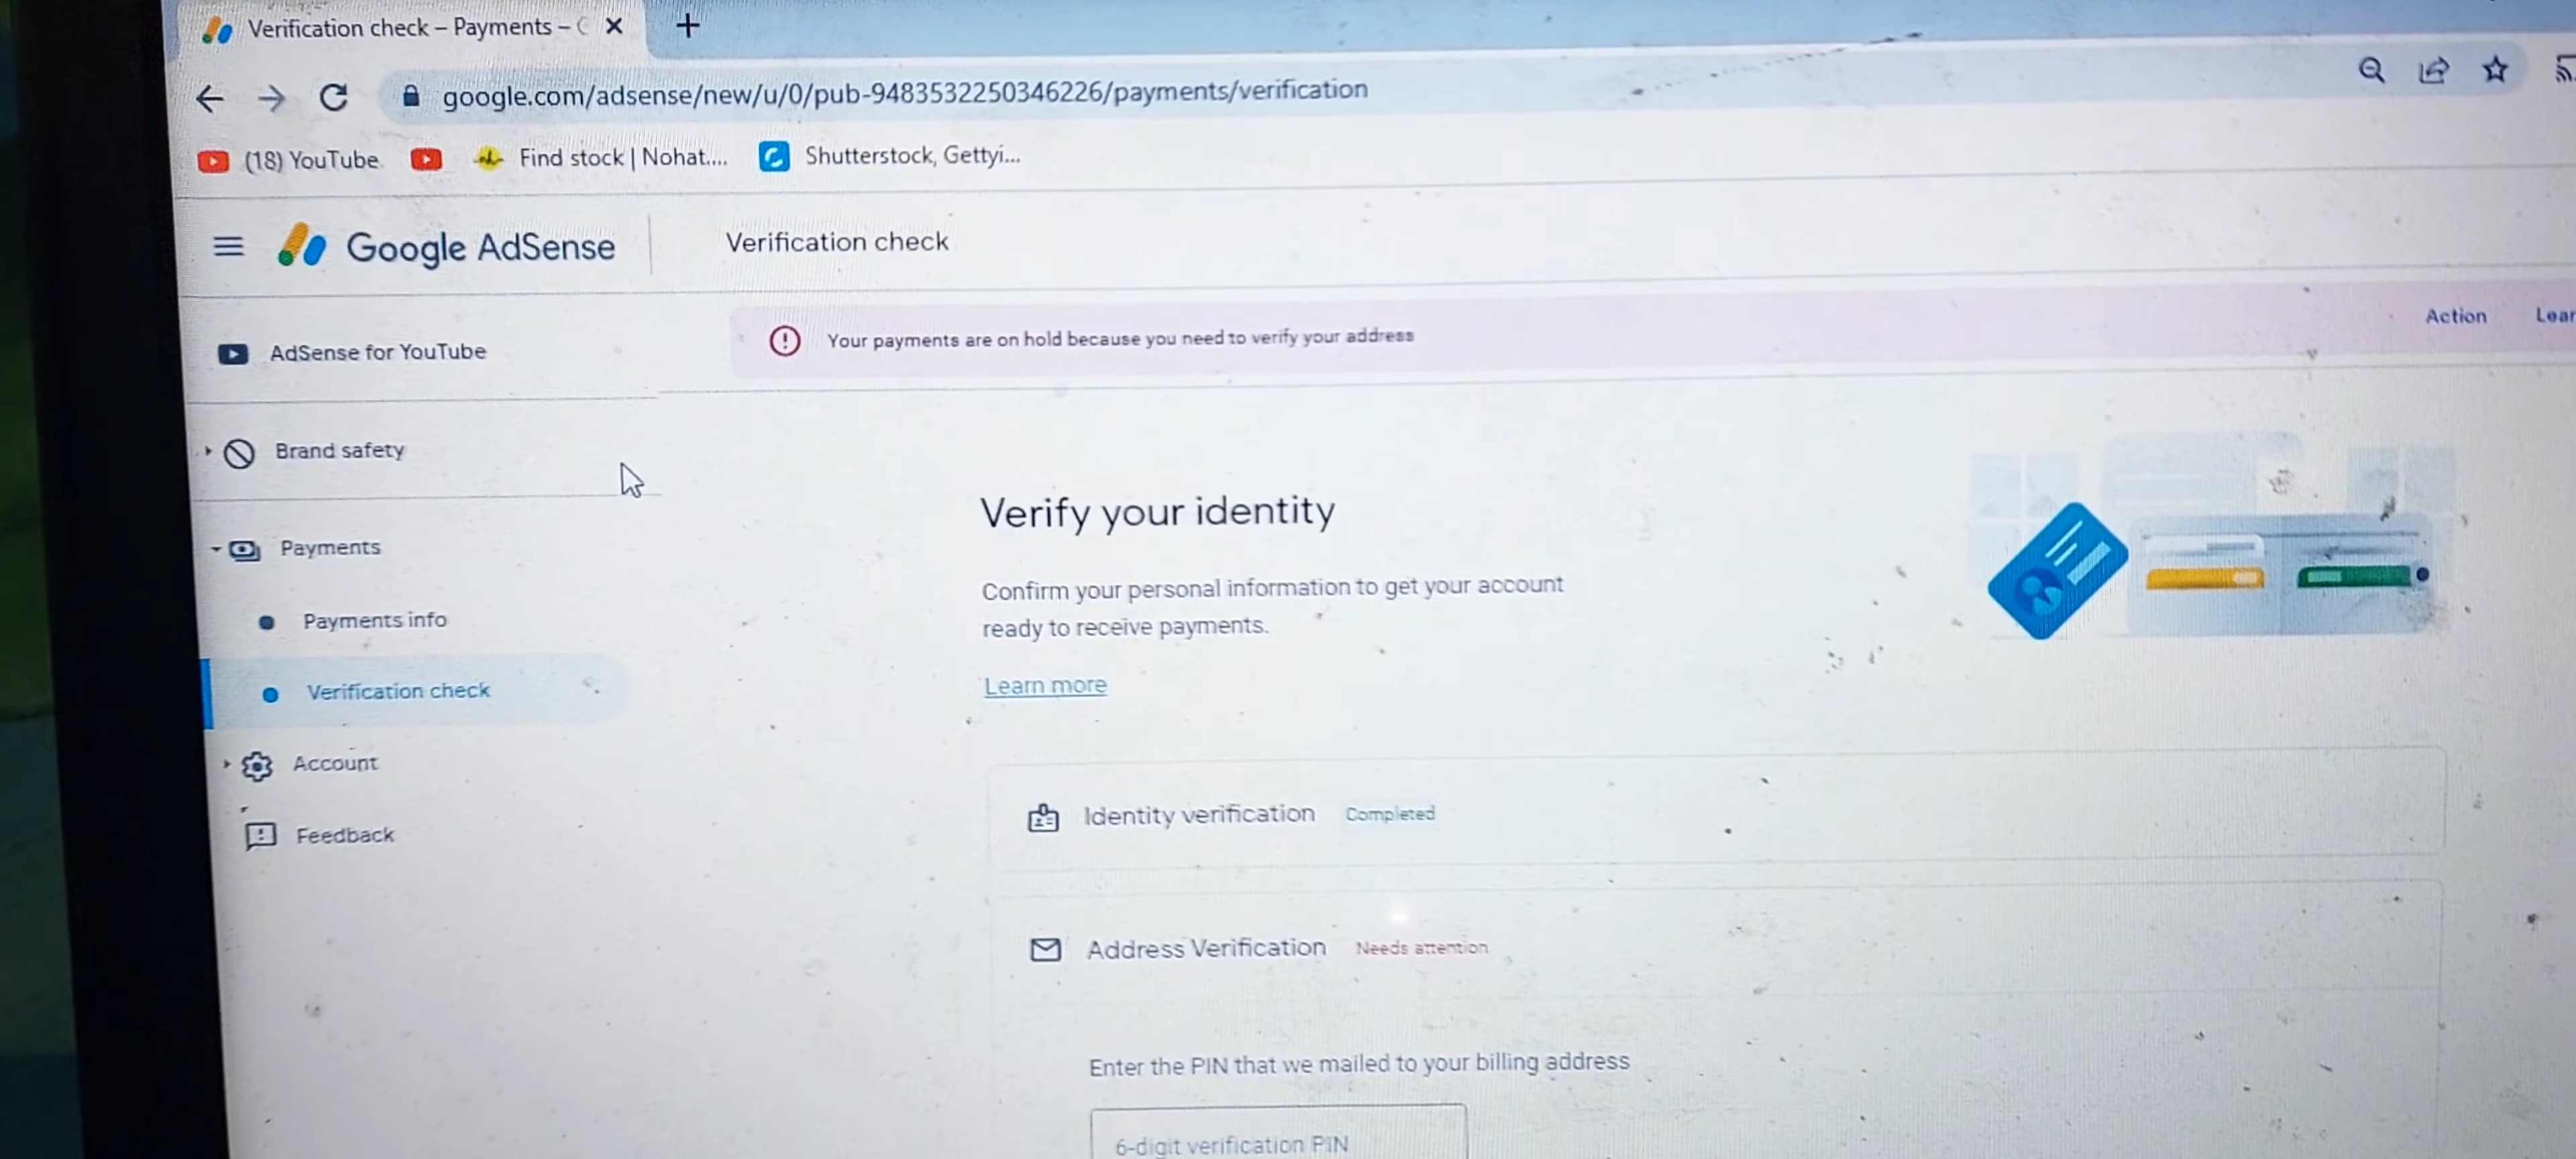 Verification check – Payments –
google.com/adsense/new/u/0/pub-9483532250346226/payments/verification
(18) YouTube
Find stock | Nohat....
Shutterstock, Gettyi...
Google AdSense
Verification check
Your payments are on hold because you need to verify your address
Action
AdSense for YouTube
Brand safety
Payments
Payments info
Verification check
Account
Feedback
Verify your identity
Confirm your personal information to get your account
ready to receive payments.
Learn more
Identity verification Completed
Address Verification Needs attention
Enter the PIN that we mailed to your billing address
6-digit verification PIN